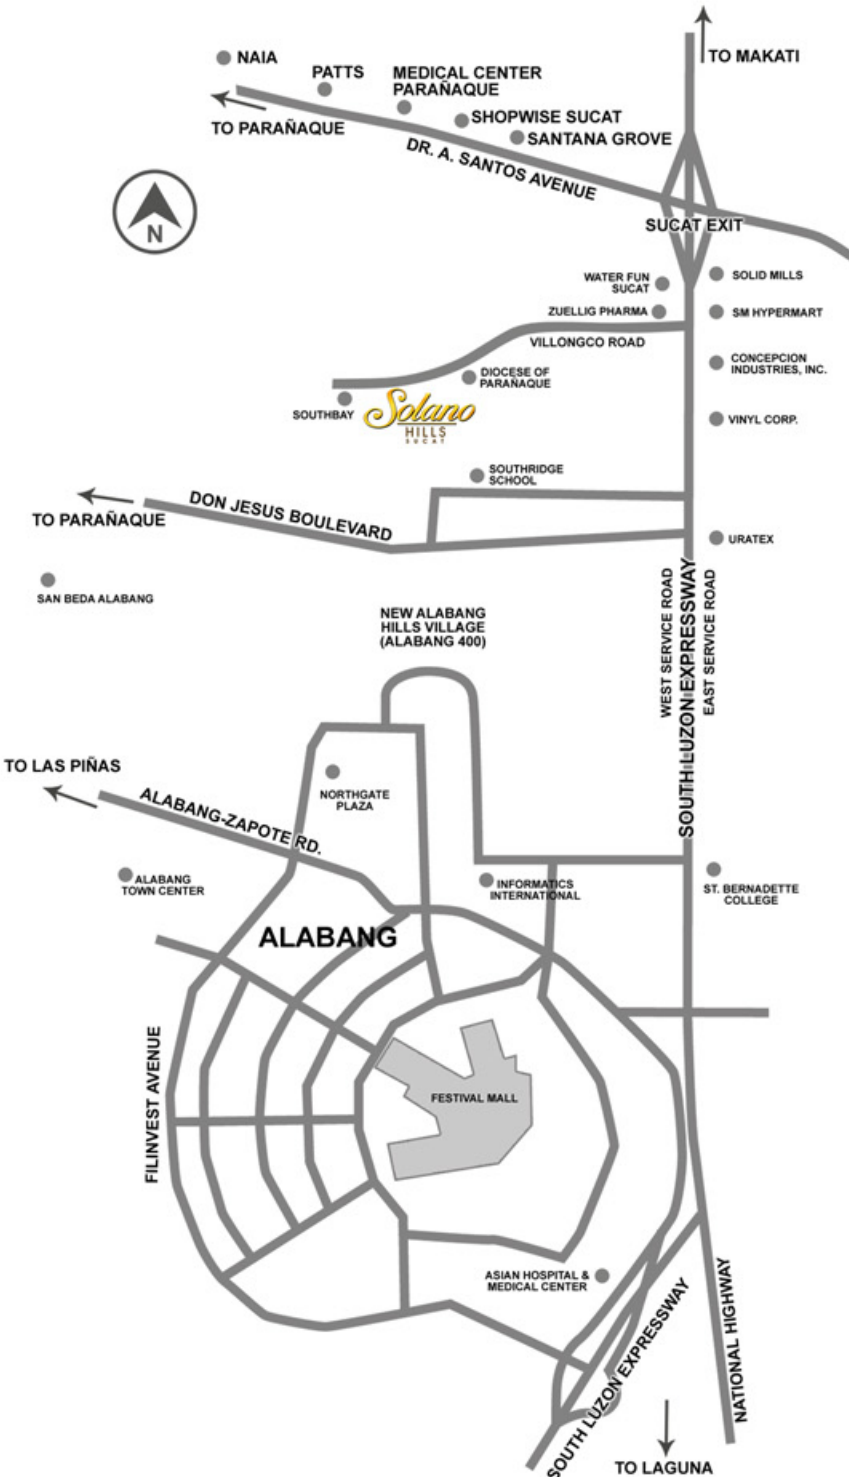 TO MAKATI
NAIA
PATTS
MEDICAL CENTER
PARAÑAQUE
SHOPWISE SUCAT
SANTANA GROVE
TO PARAÑAQUE
DR. A. SANTOS AVENUE
N
SUCAT EXIT
WATER FUN
SUCAT
SOLID MILLS
ZUELLIG PHARMA
SM HYPERMART
VILLONGCO ROAD
CONCEPCION
INDUSTRIES, INC.
DIOCESE OF
PARAÑAQUE
SOUTHBAY
Solano
HILLS
SUCAT
VINYL CORP.
SOUTHRIDGE
SCHOOL
DON JESUS BOULEVARD
TO PARAÑAQUE
URATEX
SAN BEDA ALABANG
WEST SERVICE ROAD
SOUTH LUZON EXPRESSWAY
EAST SERVICE ROAD
NEW ALABANG
HILLS VILLAGE
(ALABANG 400)
TO LAS PIÑAS
NORTHGATE
PLAZA
ALABANG-ZAPOTE RD.
ALABANG
TOWN CENTER
INFORMATICS
INTERNATIONAL
ST. BERNADETTE
COLLEGE
ALABANG
FILINVEST AVENUE
FESTIVAL MALL
ASIAN HOSPITAL &
MEDICAL CENTER
SOUTH LUZON EXPRESSWAY
NATIONAL HIGHWAY
TO LAGUNA